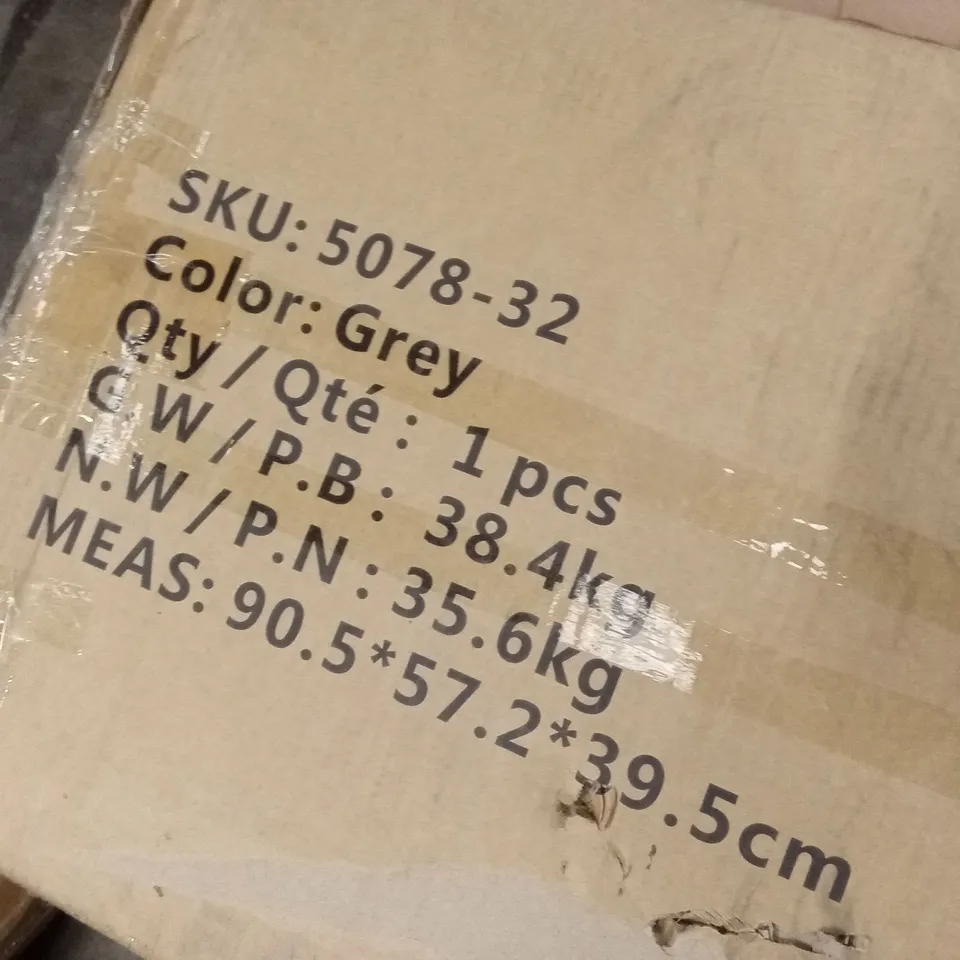 SKU: 5078-32
Color: Grey
Qty / Qté : 1 pcs
G.W / P.B : 38.4kg
N.W / P.N : 35.6kg
MEAS: 90.5*57.2*39.5cm